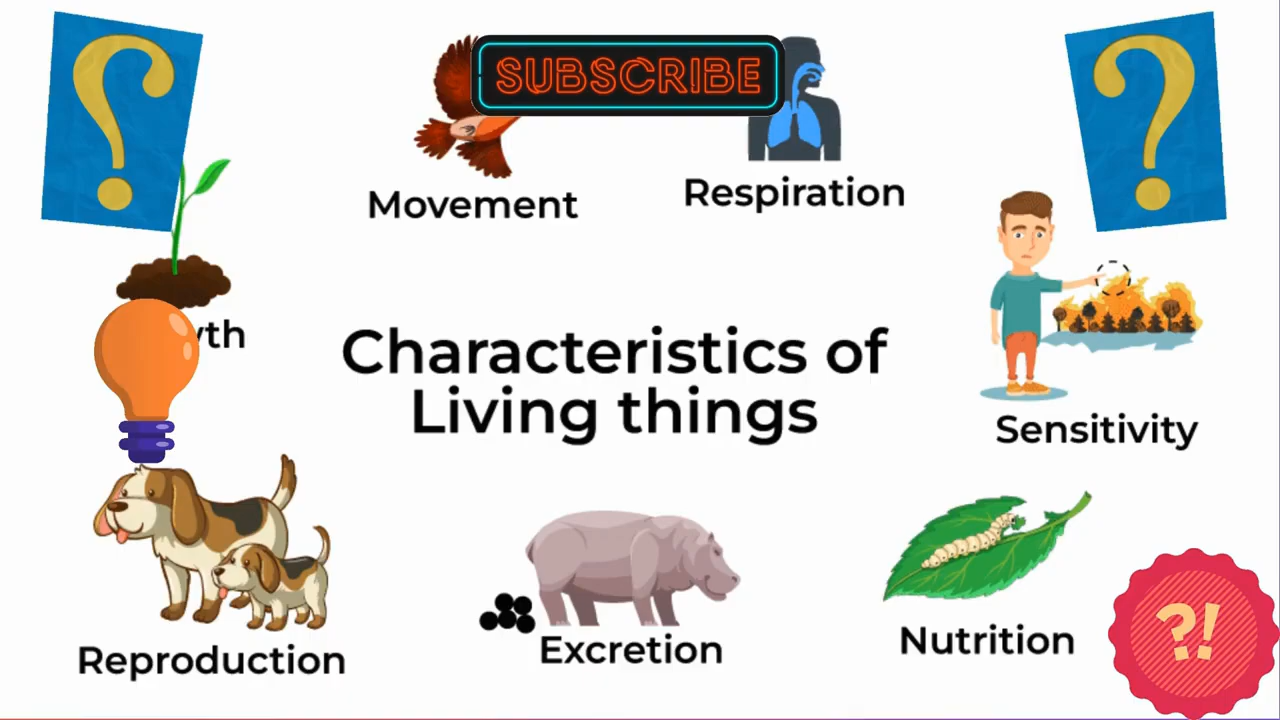 SUBSCRIBE
Movement
Respiration
Characteristics of
Living things
Sensitivity
Reproduction
Excretion
Nutrition
?
?
?!